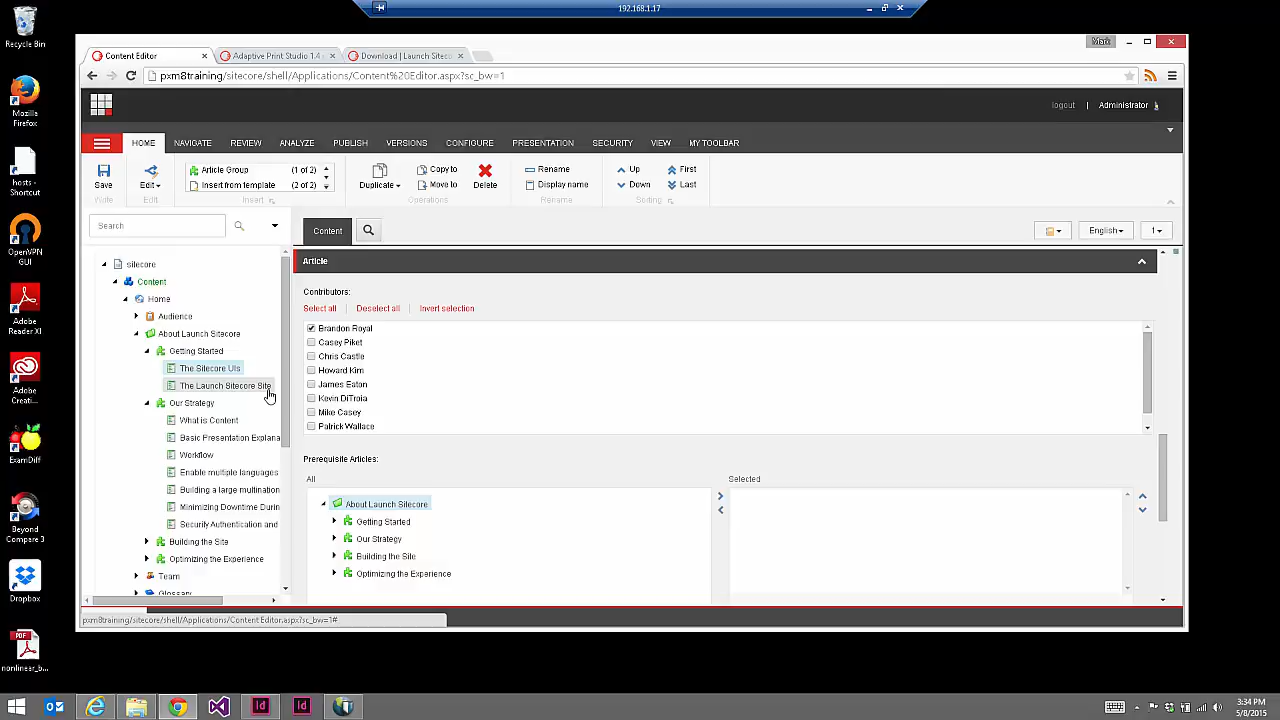 192.168.1.17
Recycle Bin
Mozilla Firefox
hosts - Shortcut
OpenVPN GUI
Adobe Reader XI
Adobe Creati...
ExamDiff
Beyond Compare 3
Dropbox
nonlinear_b...
Mark
Content Editor
Adaptive Print Studio 1.4
Download | Launch Sitec
pxm8training/sitecore/shell/Applications/Content%20Editor.aspx?sc_bw=1
logout | Administrator
HOME NAVIGATE REVIEW ANALYZE PUBLISH VERSIONS CONFIGURE PRESENTATION SECURITY VIEW MY TOOLBAR
Save
Write
Edit
Edit
Article Group (1 of 2)
Insert from template (2 of 2)
Insert
Duplicate
Copy to
Move to
Delete
Operations
Rename
Display name
Rename
Up
Down
First
Last
Sorting
Search
Content
English
1
sitecore
Content
Home
Audience
About Launch Sitecore
Getting Started
The Sitecore UIs
The Launch Sitecore Site
Our Strategy
What is Content
Basic Presentation Explana
Workflow
Enable multiple languages
Building a large multination
Minimizing Downtime Durin
Security Authentication and
Building the Site
Optimizing the Experience
Team
Glossary
Article
Contributors:
Select all | Deselect all | Invert selection
Brandon Royal
Casey Piket
Chris Castle
Howard Kim
James Eaton
Kevin DiTroia
Mike Casey
Patrick Wallace
Prerequisite Articles:
All
Selected
About Launch Sitecore
Getting Started
Our Strategy
Building the Site
Optimizing the Experience
pxm8training/sitecore/shell/Applications/Content Editor.aspx?sc_bw=1#
3:34 PM
5/8/2015